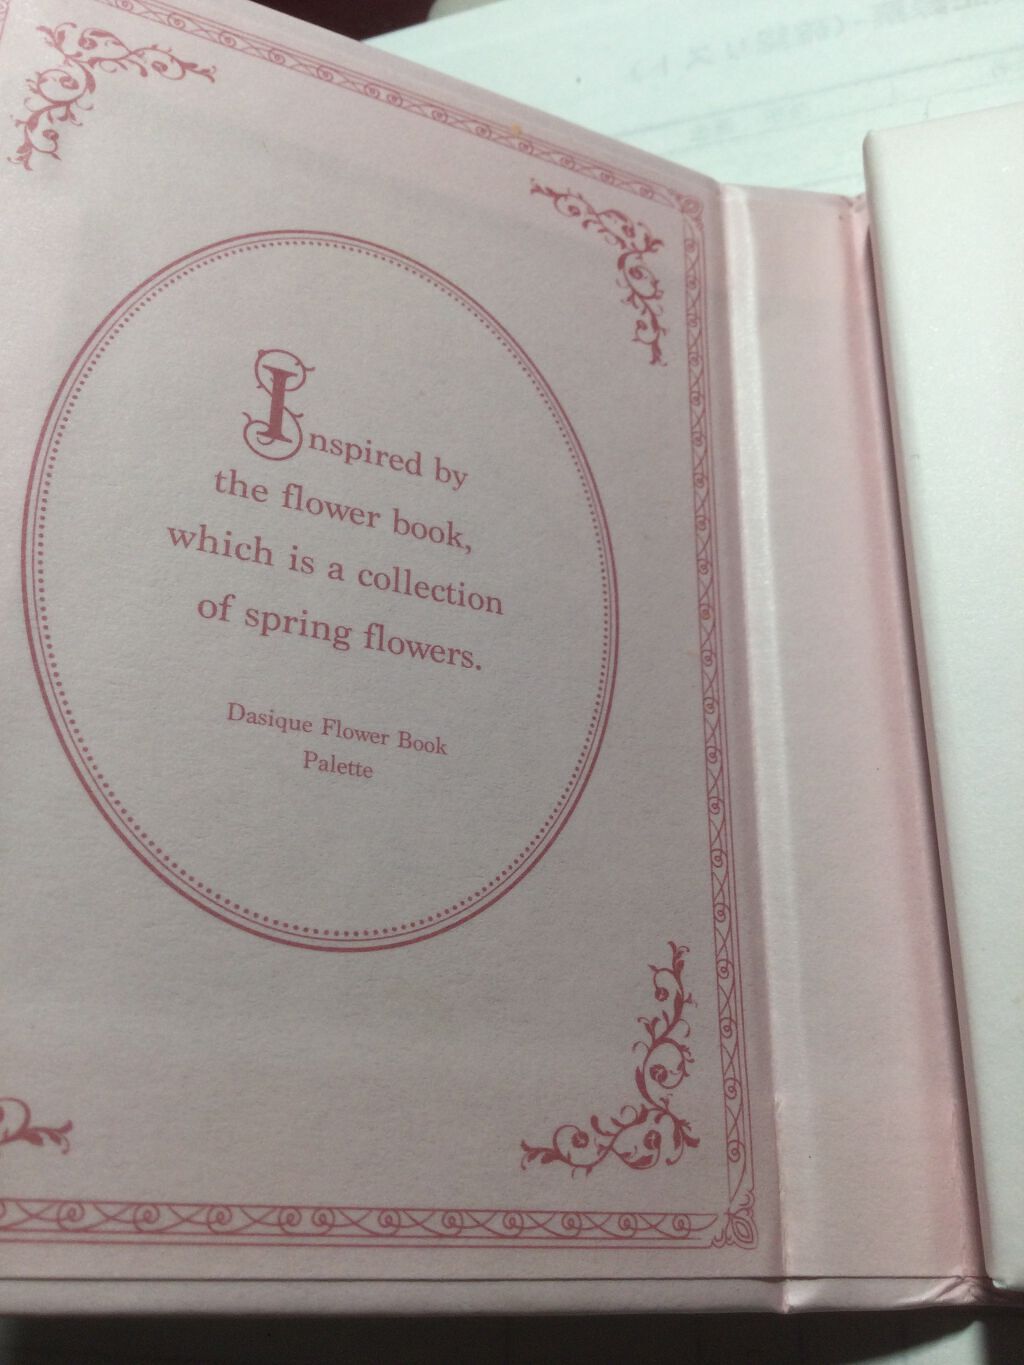 Inspired by
the flower book,
which is a collection
of spring flowers.
Dasique Flower Book
Palette